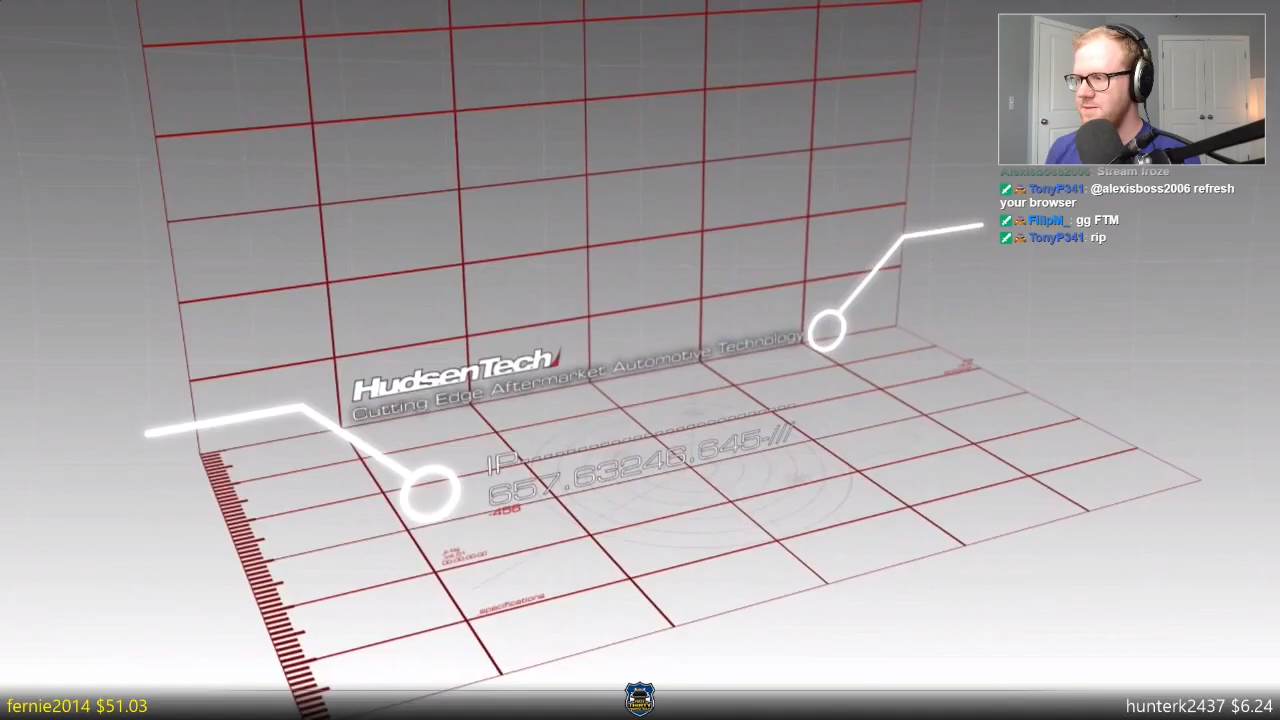 Alexisboss2006: Stream froze
TonyP341: @alexisboss2006 refresh
your browser
FilipM_: gg FTM
TonyP341: rip
HudsenTech
Cutting Edge Aftermarket Automotive Technology
IP
657.63246.645-///
-456
specifications
fernie2014 $51.03
hunterk2437 $6.24